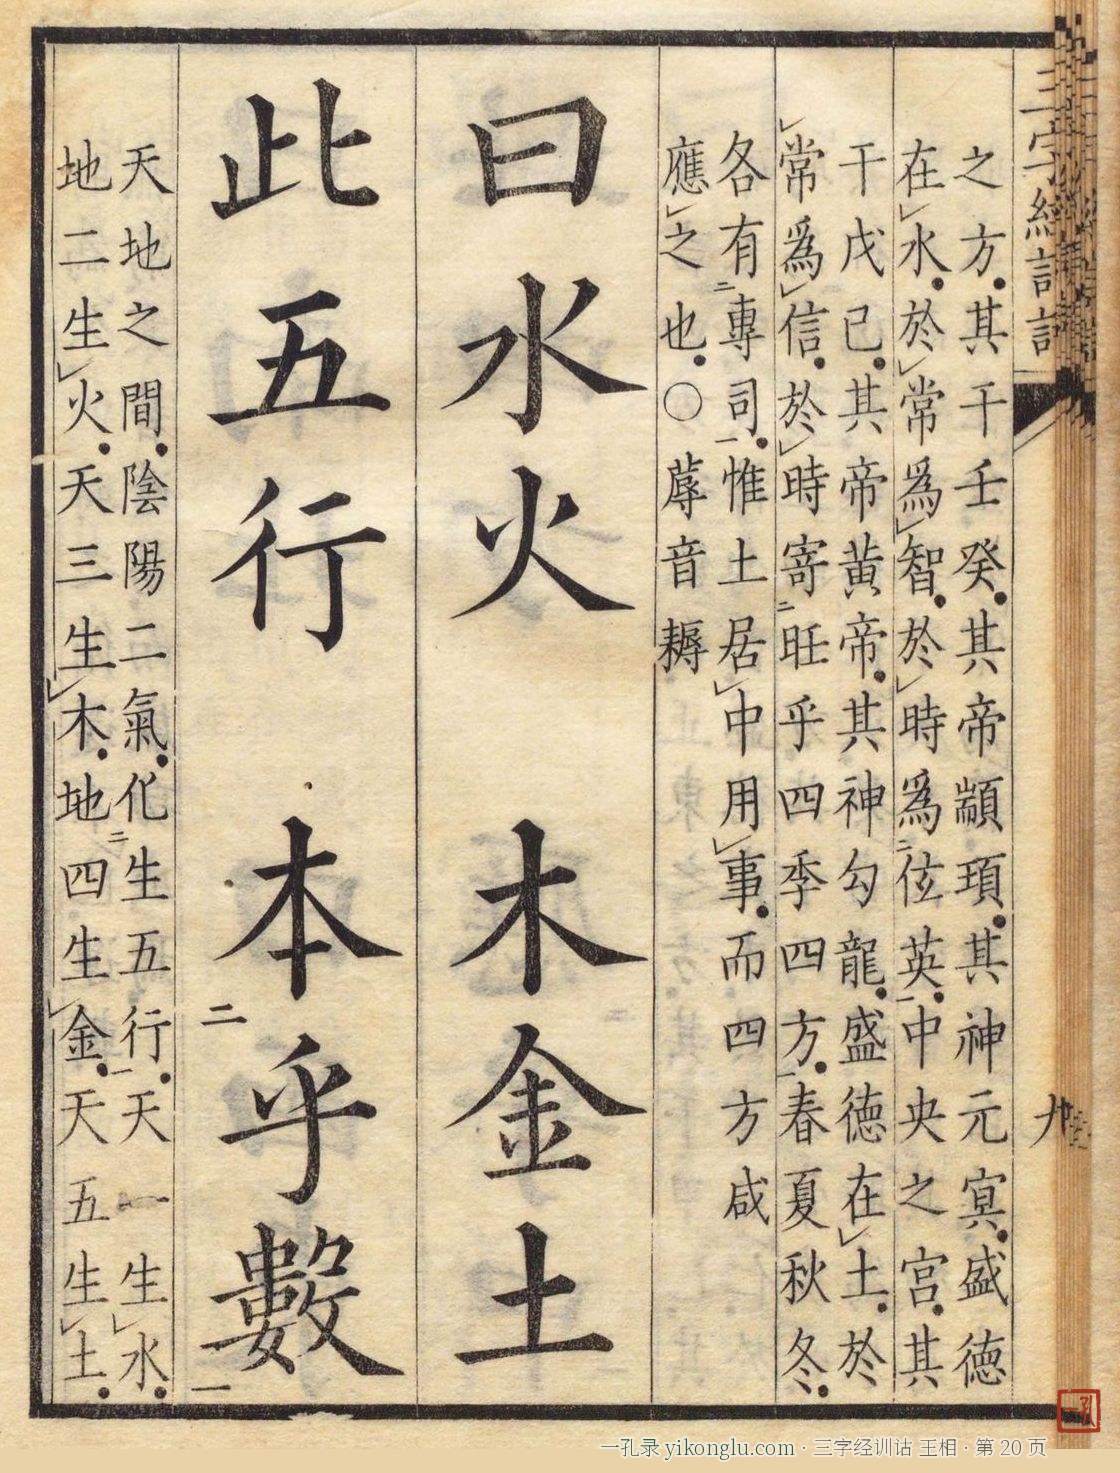 三字經訓詁
之方其干壬癸其帝顓頊其神元冥盛德
在水於常爲智於時爲伭英中央之宮其
干戊己其帝黃帝其神勾龍盛德在土於
常爲信於時寄旺乎四季四方春夏秋冬
各有專司惟土居中用事而四方咸
應之也〇蓐音耨
曰水火 木金土
此五行 本乎數
天地之間陰陽二氣化生五行天一生水
地二生火天三生木地四生金天五生土
一孔录 yikonglu.com · 三字经训诂 王相 · 第 20 页